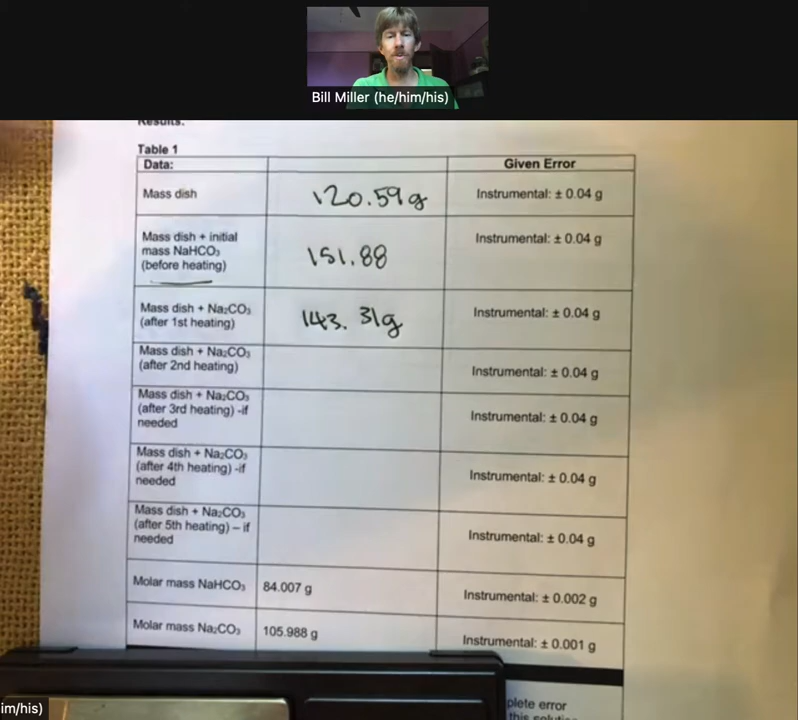 Bill Miller (he/him/his)
Results:
Table 1
Data:
Given Error
Mass dish
120.59g
Instrumental: ± 0.04 g
Mass dish + initial
mass NaHCO₃
(before heating)
151.88
Instrumental: ± 0.04 g
Mass dish + Na₂CO₃
(after 1st heating)
143.31g
Instrumental: ± 0.04 g
Mass dish + Na₂CO₃
(after 2nd heating)
Instrumental: ± 0.04 g
Mass dish + Na₂CO₃
(after 3rd heating) -if
needed
Instrumental: ± 0.04 g
Mass dish + Na₂CO₃
(after 4th heating) -if
needed
Instrumental: ± 0.04 g
Mass dish + Na₂CO₃
(after 5th heating) – if
needed
Instrumental: ± 0.04 g
Molar mass NaHCO₃
84.007 g
Instrumental: ± 0.002 g
Molar mass Na₂CO₃
105.988 g
Instrumental: ± 0.001 g
im/his)
plete error